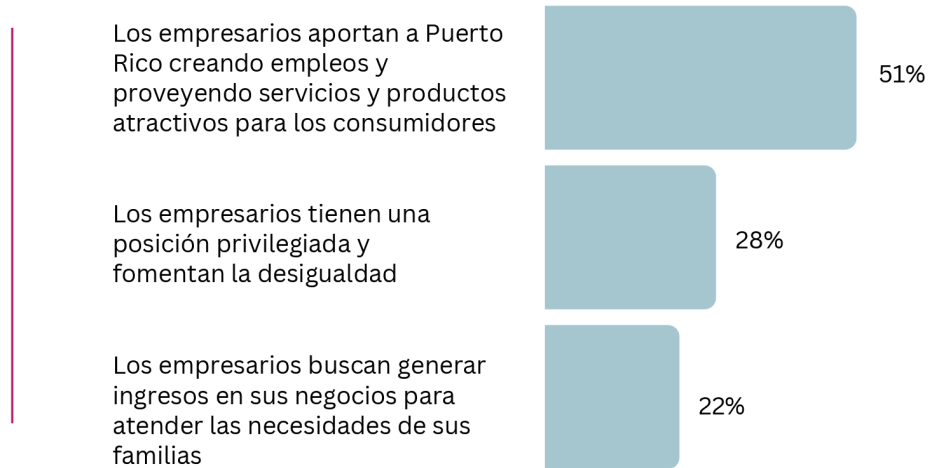 Los empresarios aportan a Puerto
Rico creando empleos y
proveyendo servicios y productos
atractivos para los consumidores
51%
Los empresarios tienen una
posición privilegiada y
fomentan la desigualdad
28%
Los empresarios buscan generar
ingresos en sus negocios para
atender las necesidades de sus
familias
22%